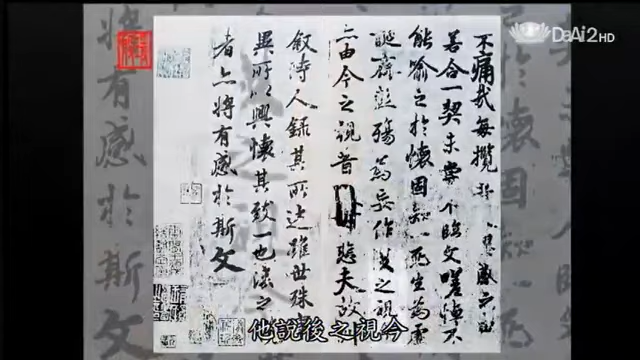 DaAi2HD
不痛哉每攬昔興感之由
若合一契未嘗不臨文嗟悼不
能喻之於懷固知一死生為虛
誕齊彭殤為妄作後之視
亦由今之視昔悲夫故
敘時人錄其所述雖世殊
異所以興懷其致一也後之
者亦將有感於斯文
他說後之視今